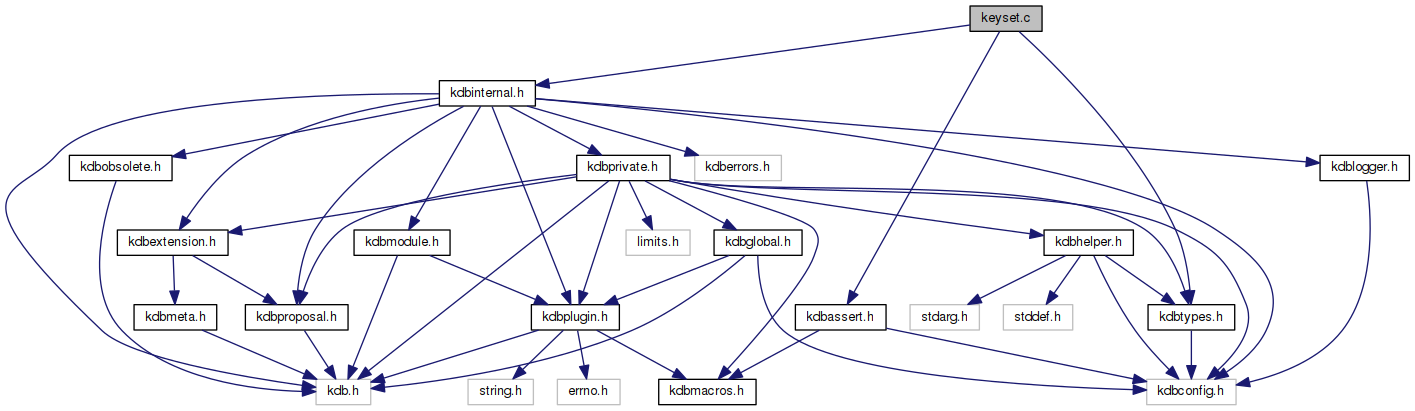 keyset.c
kdbinternal.h
kdbobsolete.h
kdbprivate.h
kdberrors.h
kdblogger.h
kdbextension.h
kdbmodule.h
limits.h
kdbglobal.h
kdbhelper.h
kdbmeta.h
kdbproposal.h
kdbplugin.h
kdbassert.h
stdarg.h
stddef.h
kdbtypes.h
kdb.h
string.h
errno.h
kdbmacros.h
kdbconfig.h